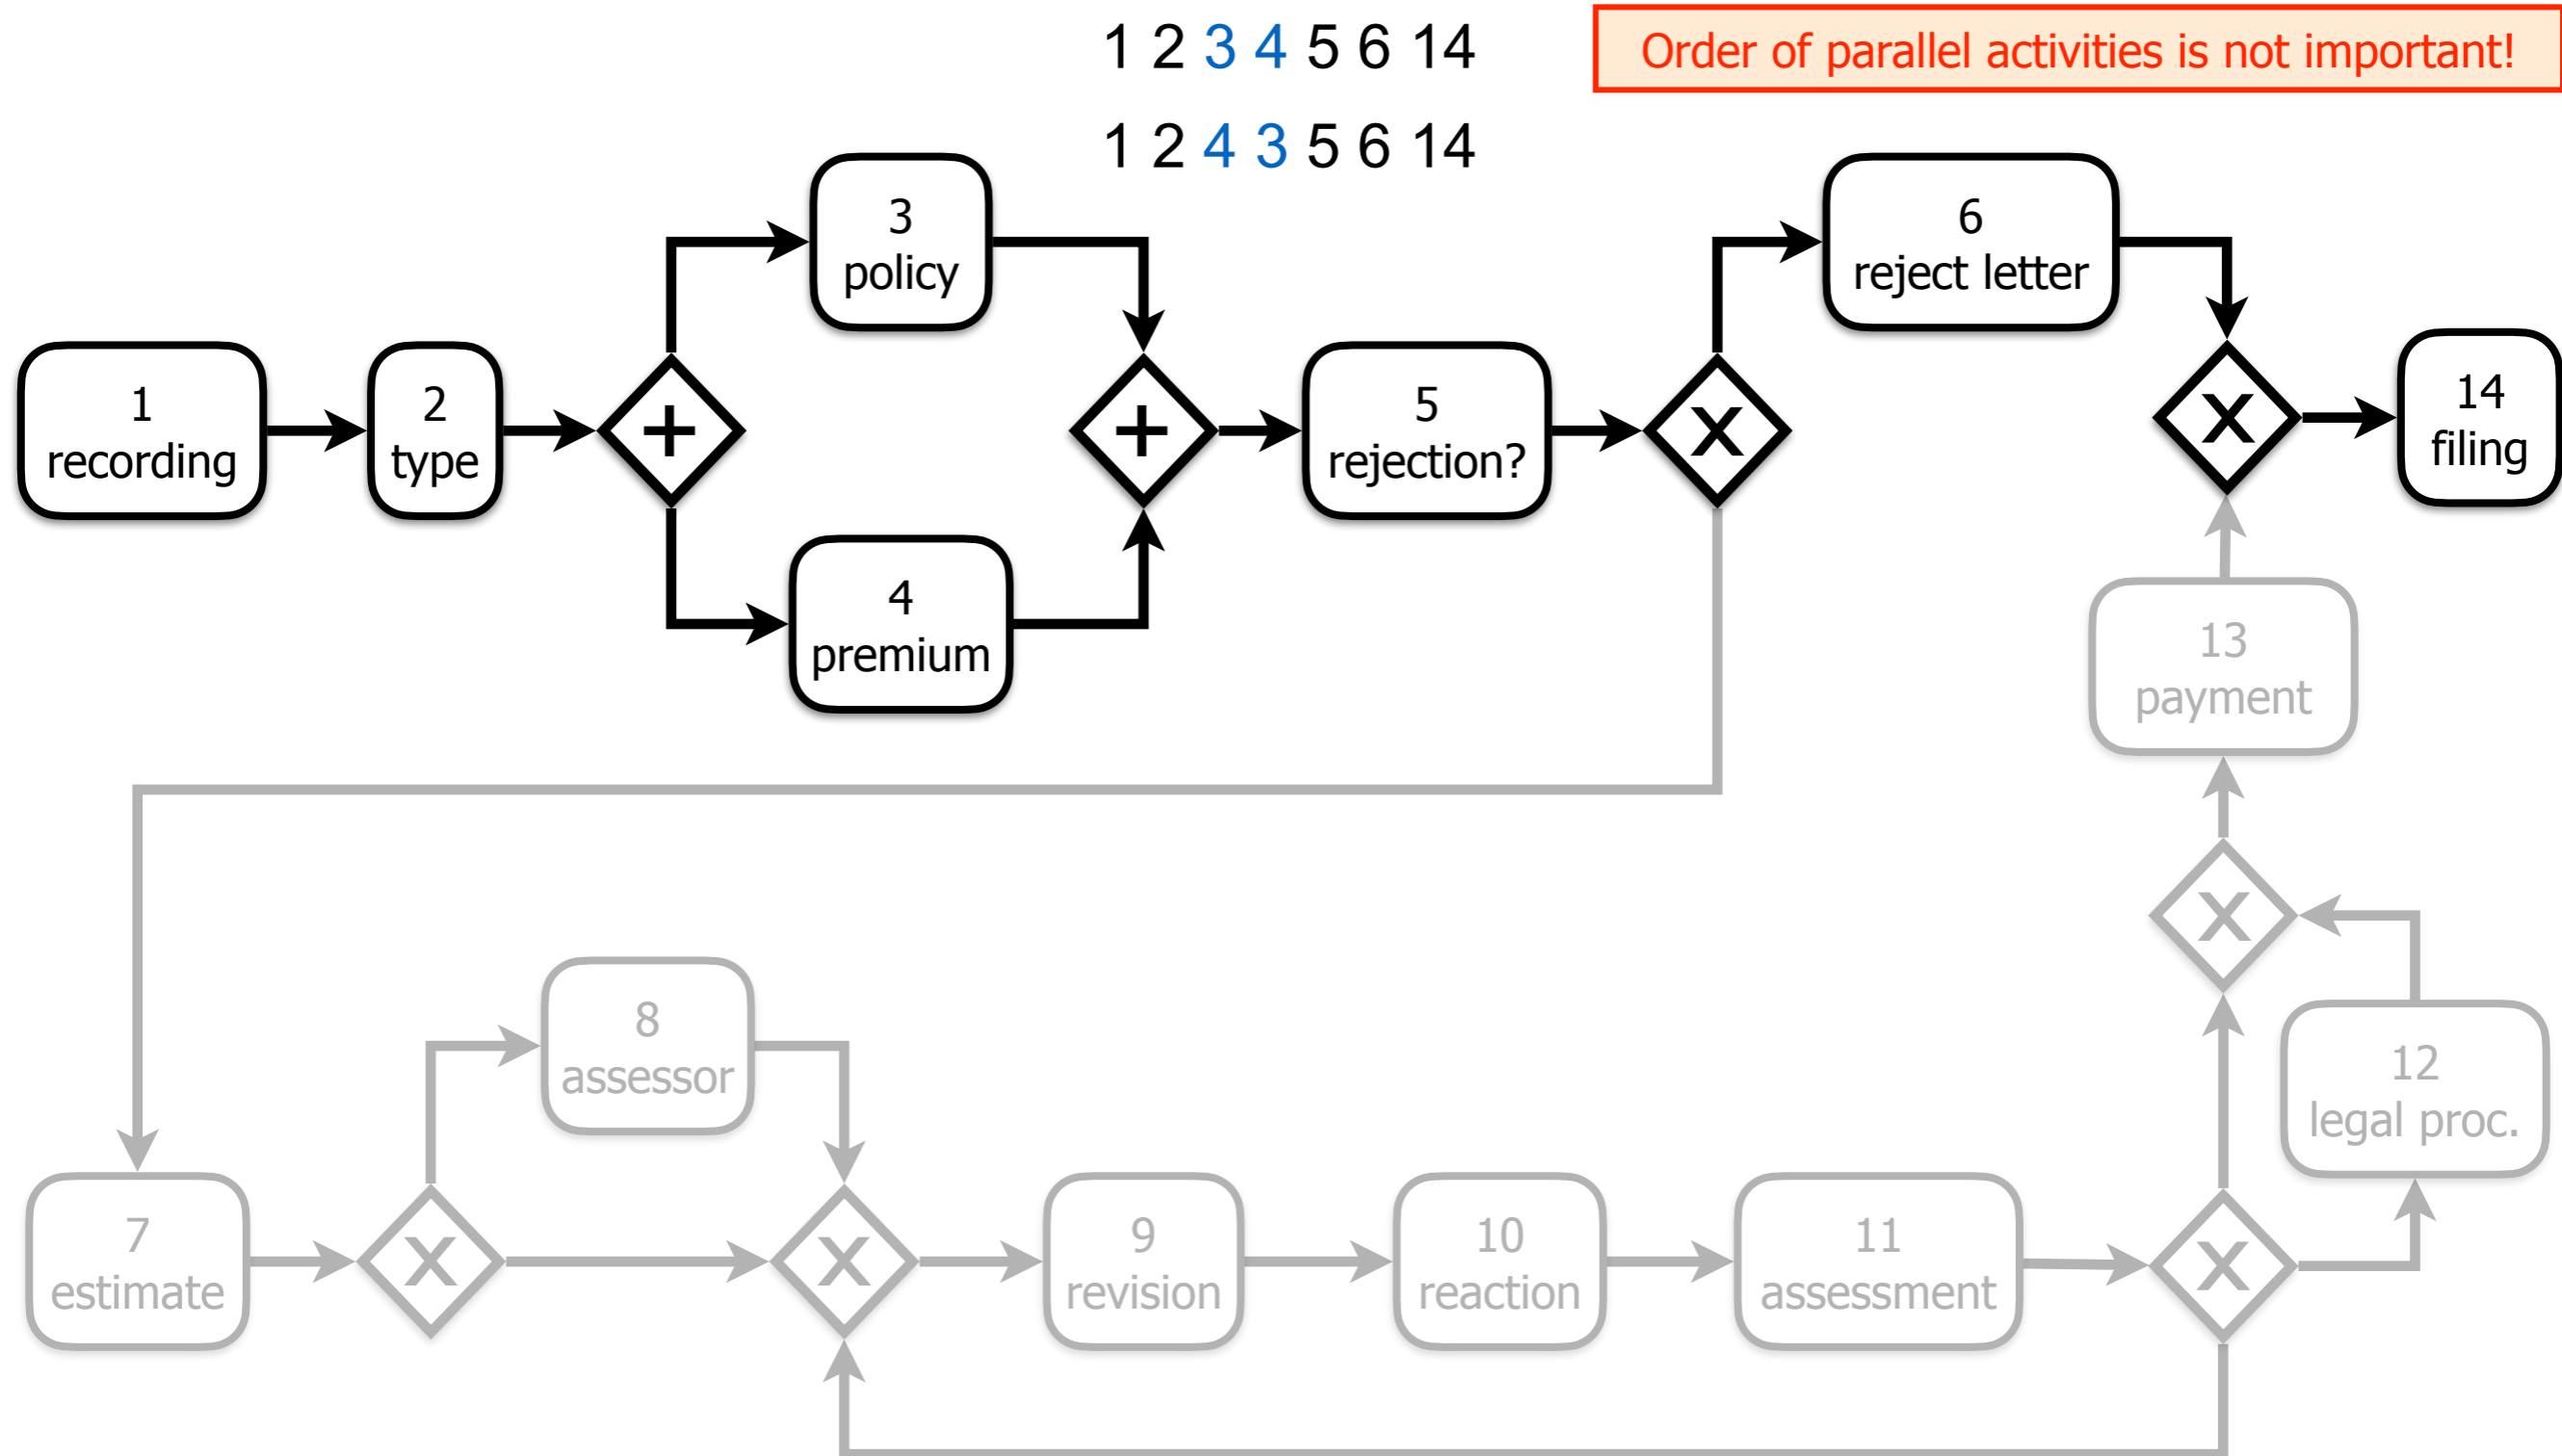 1 2 3 4 5 6 14
Order of parallel activities is not important!
1 2 4 3 5 6 14
3
policy
6
reject letter
1
recording
2
type
+
+
5
rejection?
X
X
14
filing
4
premium
13
payment
X
8
assessor
12
legal proc.
7
estimate
X
X
9
revision
10
reaction
11
assessment
X